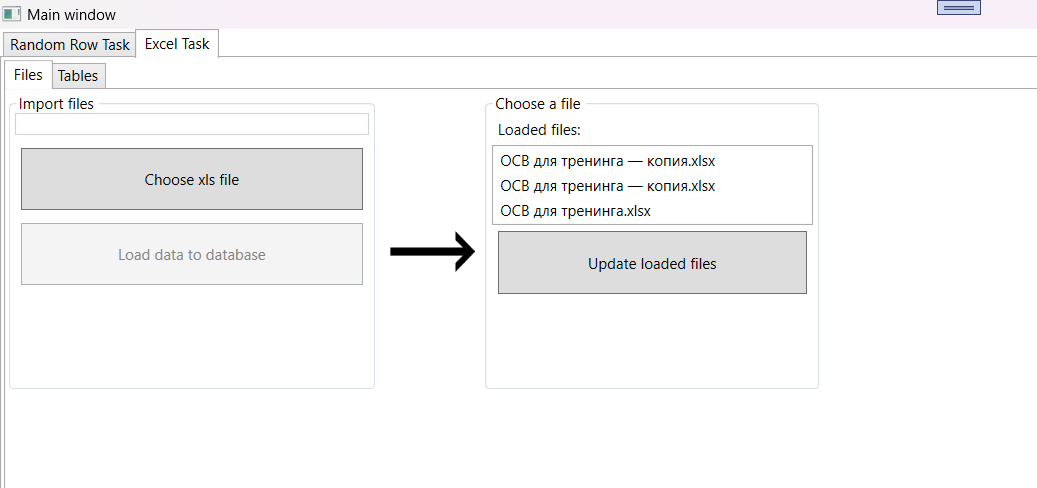 Main window
Random Row Task
Excel Task
Files
Tables
Import files
Choose xls file
Load data to database
Choose a file
Loaded files:
ОСВ для тренинга — копия.xlsx
ОСВ для тренинга — копия.xlsx
ОСВ для тренинга.xlsx
Update loaded files